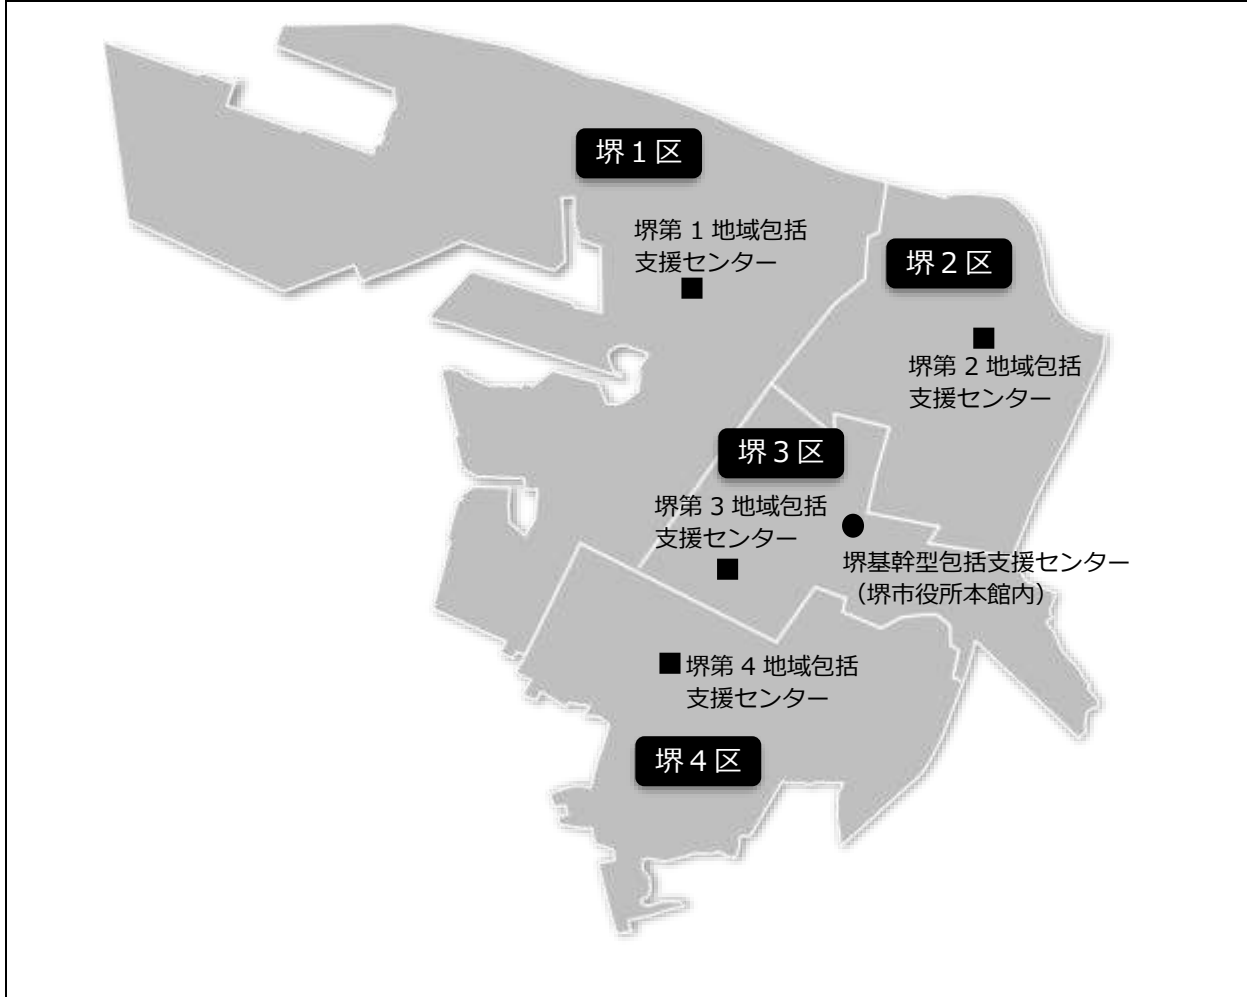 堺１区
堺第 1 地域包括
支援センター
堺２区
堺第 2 地域包括
支援センター
堺３区
堺第 3 地域包括
支援センター
堺基幹型包括支援センター
（堺市役所本館内）
堺第 4 地域包括
支援センター
堺４区